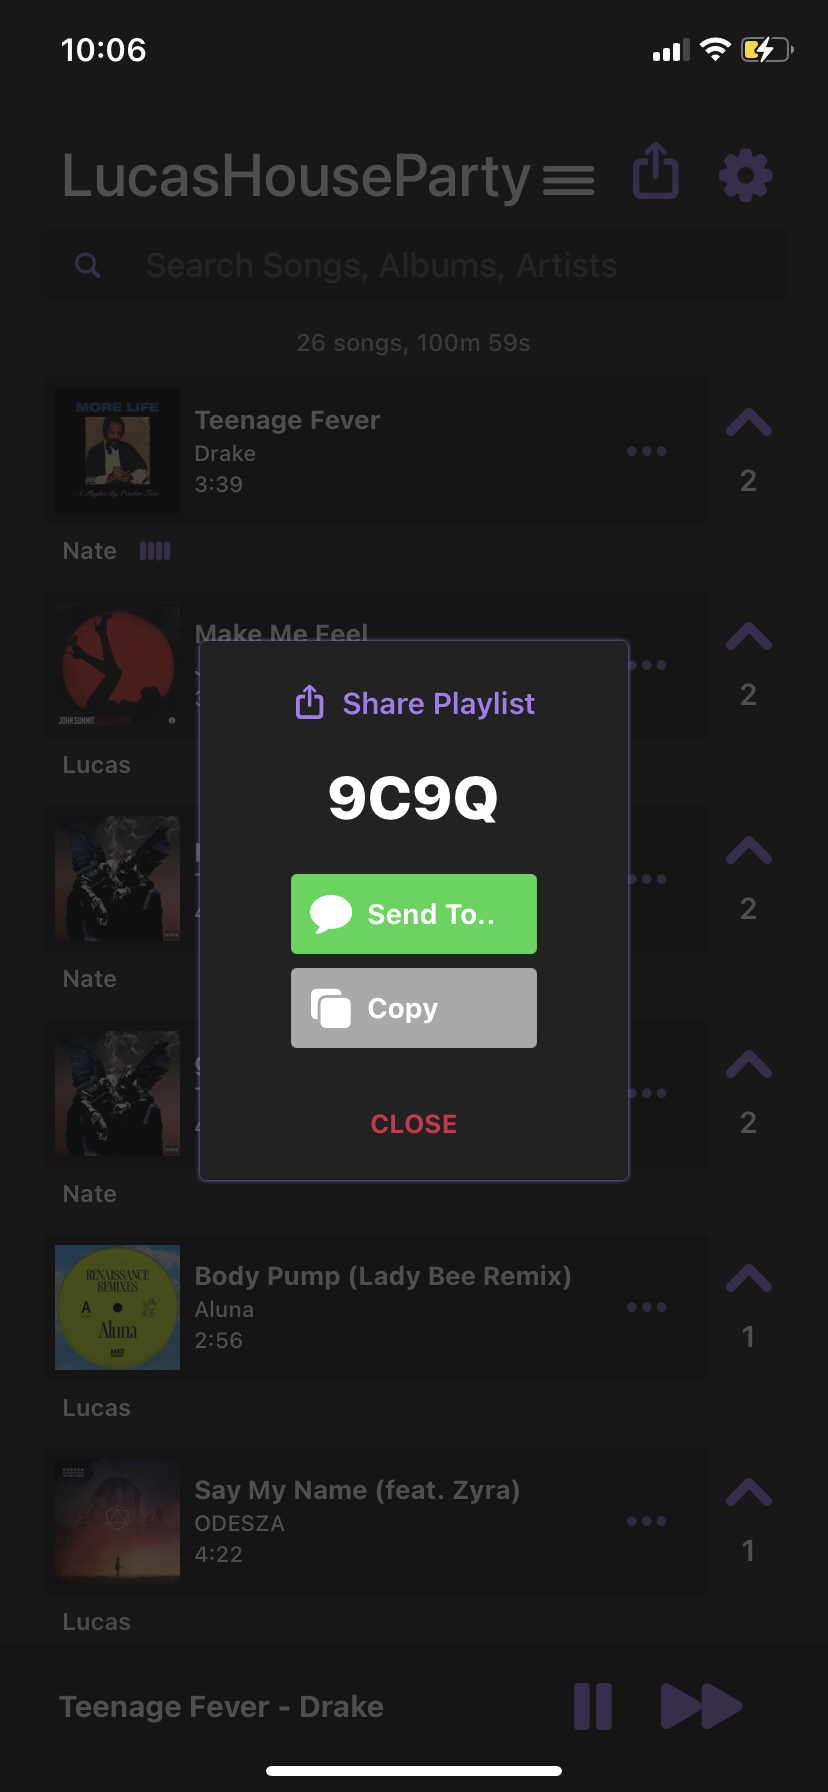 10:06
LucasHouseParty
Search Songs, Albums, Artists
26 songs, 100m 59s
MORE LIFE
Teenage Fever
Drake
3:39
2
Nate
Make Me Feel
JOHN SUMMIT
2
Lucas
Share Playlist
9C9Q
Send To..
Copy
CLOSE
2
Nate
2
Nate
RENAISSANCE
REMIXES
A
Aluna
MAD
Body Pump (Lady Bee Remix)
Aluna
2:56
1
Lucas
ODESZA
Say My Name (feat. Zyra)
ODESZA
4:22
1
Lucas
Teenage Fever - Drake